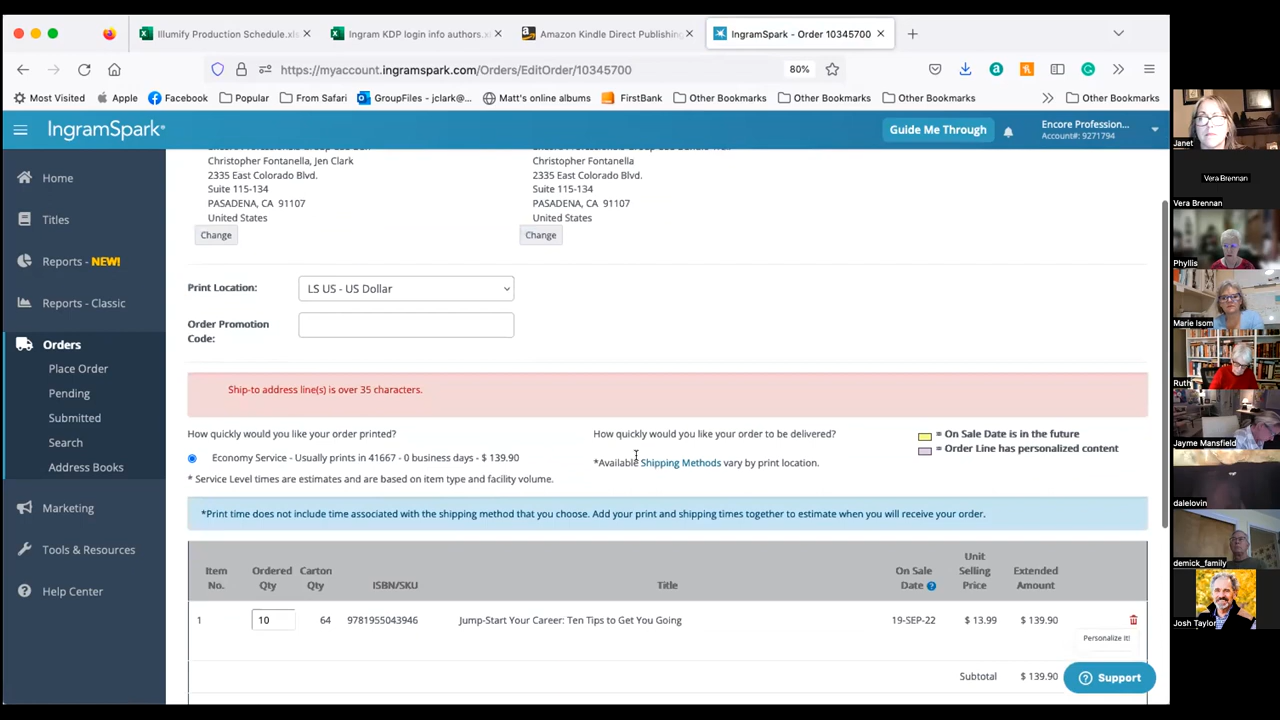 Illumify Production Schedule.xls
Ingram KDP login info authors.x
Amazon Kindle Direct Publishing
IngramSpark - Order 10345700
https://myaccount.ingramspark.com/Orders/EditOrder/10345700
80%
Most Visited
Apple
Facebook
Popular
From Safari
GroupFiles - jclark@...
Matt's online albums
FirstBank
Other Bookmarks
Other Bookmarks
Other Bookmarks
Other Bookmarks
IngramSpark®
Guide Me Through
Encore Profession...
Account#: 9271794
Home
Titles
Reports - NEW!
Reports - Classic
Orders
Place Order
Pending
Submitted
Search
Address Books
Marketing
Tools & Resources
Help Center
Christopher Fontanella, Jen Clark
2335 East Colorado Blvd.
Suite 115-134
PASADENA, CA 91107
United States
Change
Christopher Fontanella
2335 East Colorado Blvd.
Suite 115-134
PASADENA, CA 91107
United States
Change
Print Location:
LS US - US Dollar
Order Promotion
Code:
Ship-to address line(s) is over 35 characters.
How quickly would you like your order printed?
Economy Service - Usually prints in 41667 - 0 business days - $ 139.90
* Service Level times are estimates and are based on item type and facility volume.
How quickly would you like your order to be delivered?
*Available Shipping Methods vary by print location.
= On Sale Date is in the future
= Order Line has personalized content
*Print time does not include time associated with the shipping method that you choose. Add your print and shipping times together to estimate when you will receive your order.
Item No. Ordered Qty Carton Qty ISBN/SKU Title On Sale Date Unit Selling Price Extended Amount
1 10 64 9781955043946 Jump-Start Your Career: Ten Tips to Get You Going 19-SEP-22 $ 13.99 $ 139.90
Personalize It!
Subtotal $ 139.90
Support
Janet
Vera Brennan
Vera Brennan
Phyllis
Marie Isom
Ruth
Jayme Mansfield
dalelovin
demick_family
Josh Taylor